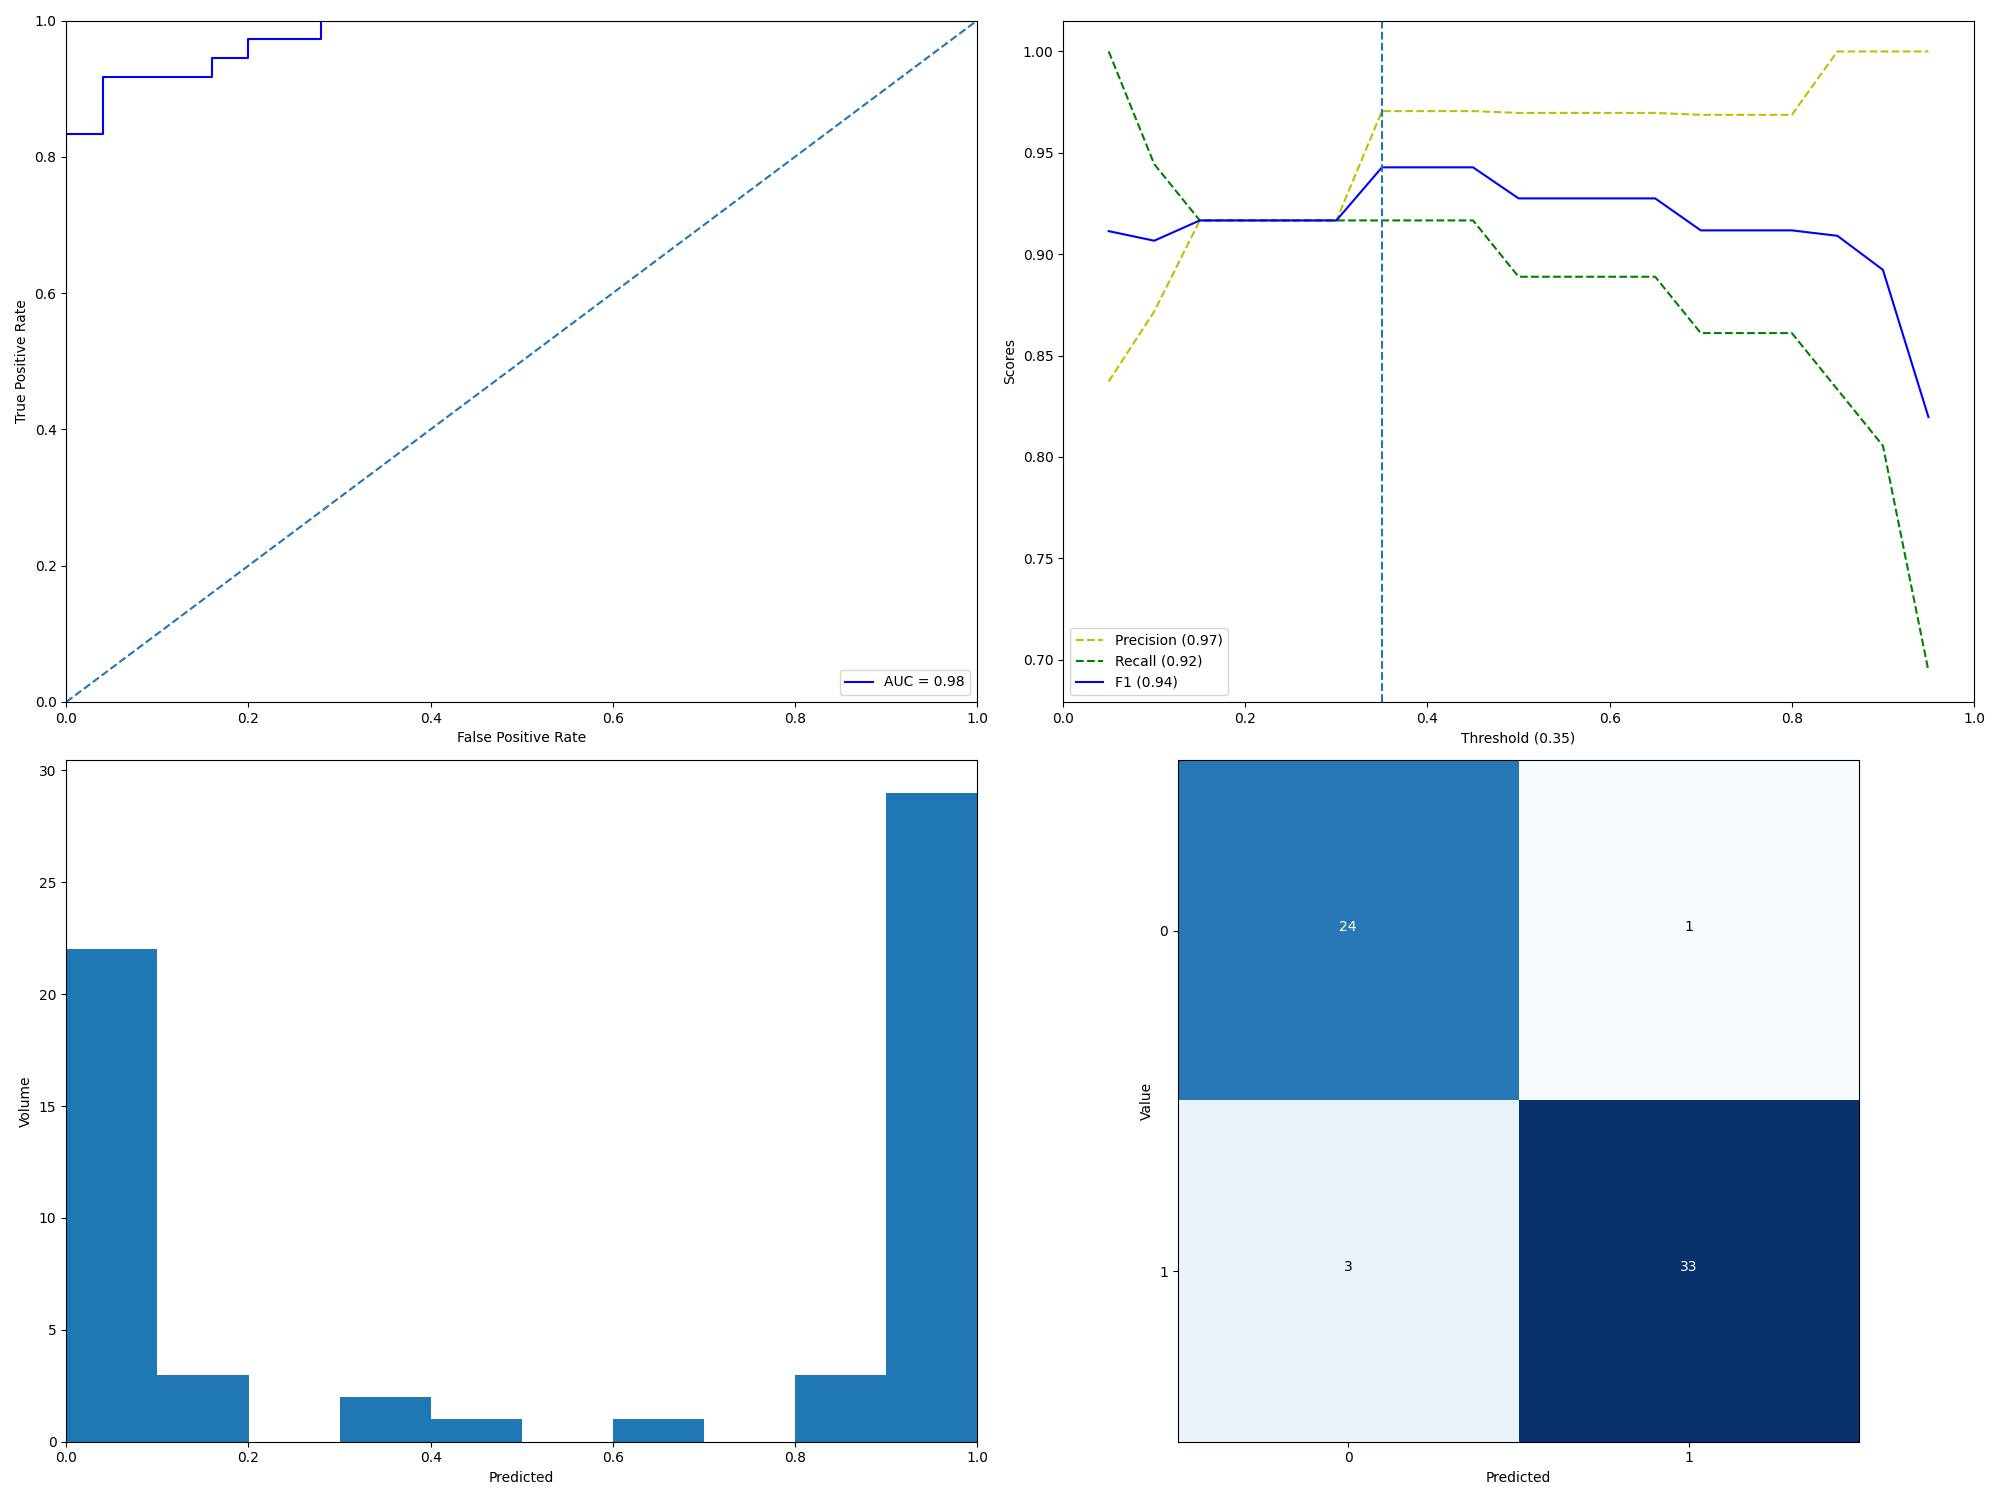 1.0
0.8
0.6
0.4
0.2
0.0
True Positive Rate
0.0 0.2 0.4 0.6 0.8 1.0
False Positive Rate
AUC = 0.98
1.00
0.95
0.90
0.85
0.80
0.75
0.70
Scores
Precision (0.97)
Recall (0.92)
F1 (0.94)
0.0 0.2 0.4 0.6 0.8 1.0
Threshold (0.35)
30
25
20
15
10
5
0
Volume
0.0 0.2 0.4 0.6 0.8 1.0
Predicted
0
1
Value
24 1
3 33
0 1
Predicted